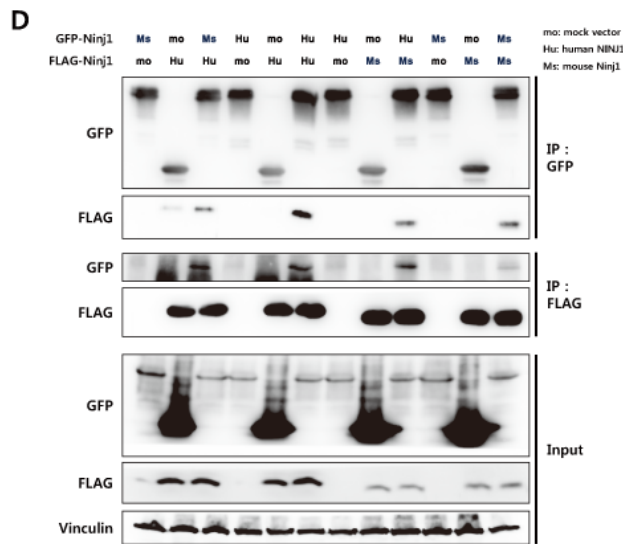 D
GFP-Ninj1 Ms mo Ms Hu mo Hu Hu mo Hu Ms mo Ms
FLAG-Ninj1 mo Hu Hu mo Hu Hu mo Ms Ms mo Ms Ms
mo: mock vector
Hu: human NINJ1
Ms: mouse Ninj1
GFP
FLAG
IP :
GFP
GFP
FLAG
IP :
FLAG
GFP
FLAG
Vinculin
Input